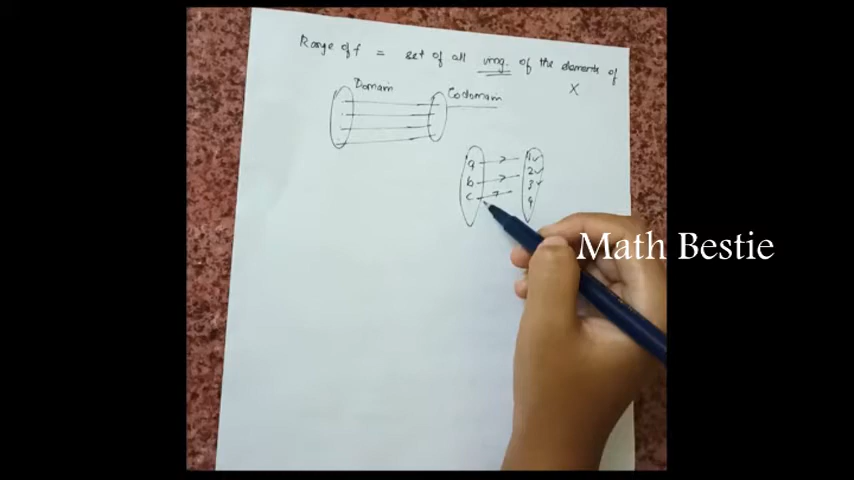 Range of f = set of all img. of the elements of
X
Domain
Codomain
a 1
b 2
c 3
4
Math Bestie